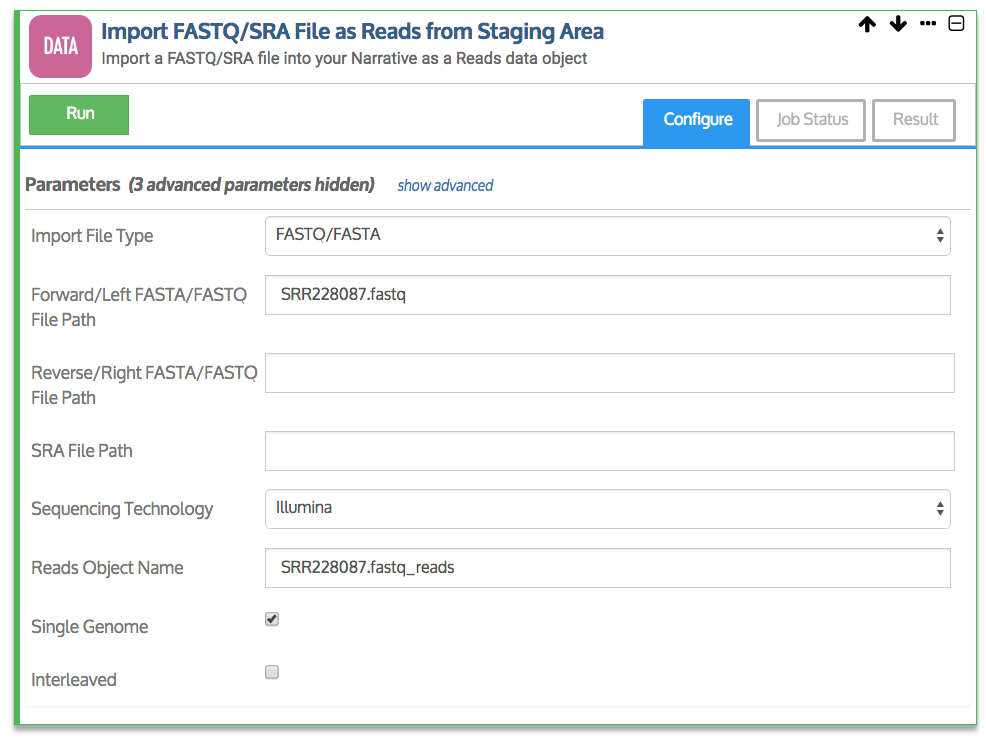 DATA
Import FASTQ/SRA File as Reads from Staging Area
Import a FASTQ/SRA file into your Narrative as a Reads data object
Run
Configure
Job Status
Result
Parameters (3 advanced parameters hidden) show advanced
Import File Type
FASTQ/FASTA
Forward/Left FASTA/FASTQ
File Path
SRR228087.fastq
Reverse/Right FASTA/FASTQ
File Path
SRA File Path
Sequencing Technology
Illumina
Reads Object Name
SRR228087.fastq_reads
Single Genome
Interleaved